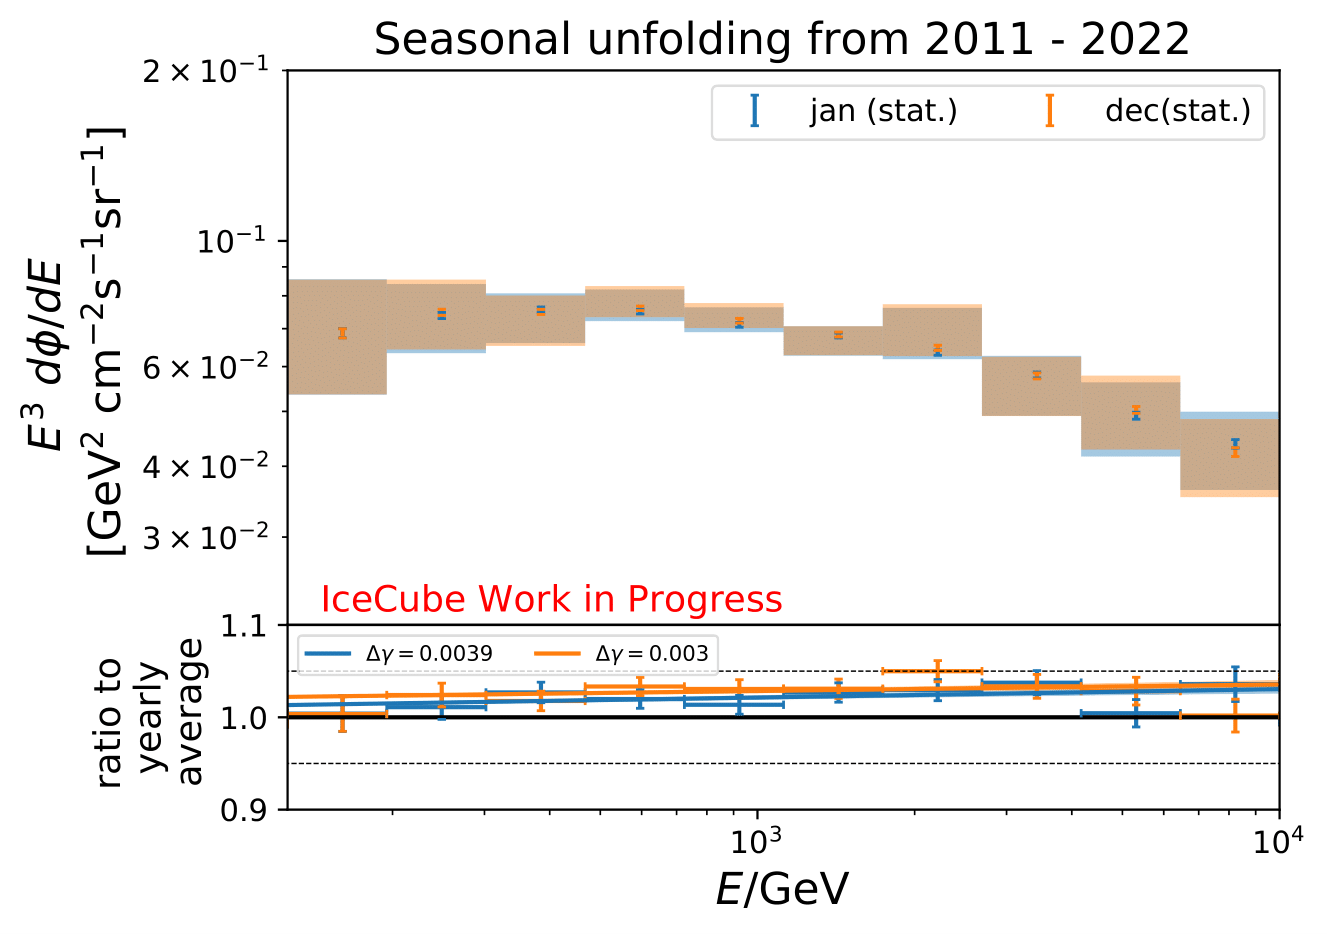 Seasonal unfolding from 2011 - 2022
2 × 10⁻¹
jan (stat.) dec(stat.)
10⁻¹
6 × 10⁻²
4 × 10⁻²
3 × 10⁻²
E³ dϕ/dE
[GeV² cm⁻²s⁻¹sr⁻¹]
IceCube Work in Progress
1.1
Δγ = 0.0039 Δγ = 0.003
1.0
0.9
ratio to
yearly
average
10³ 10⁴
E/GeV